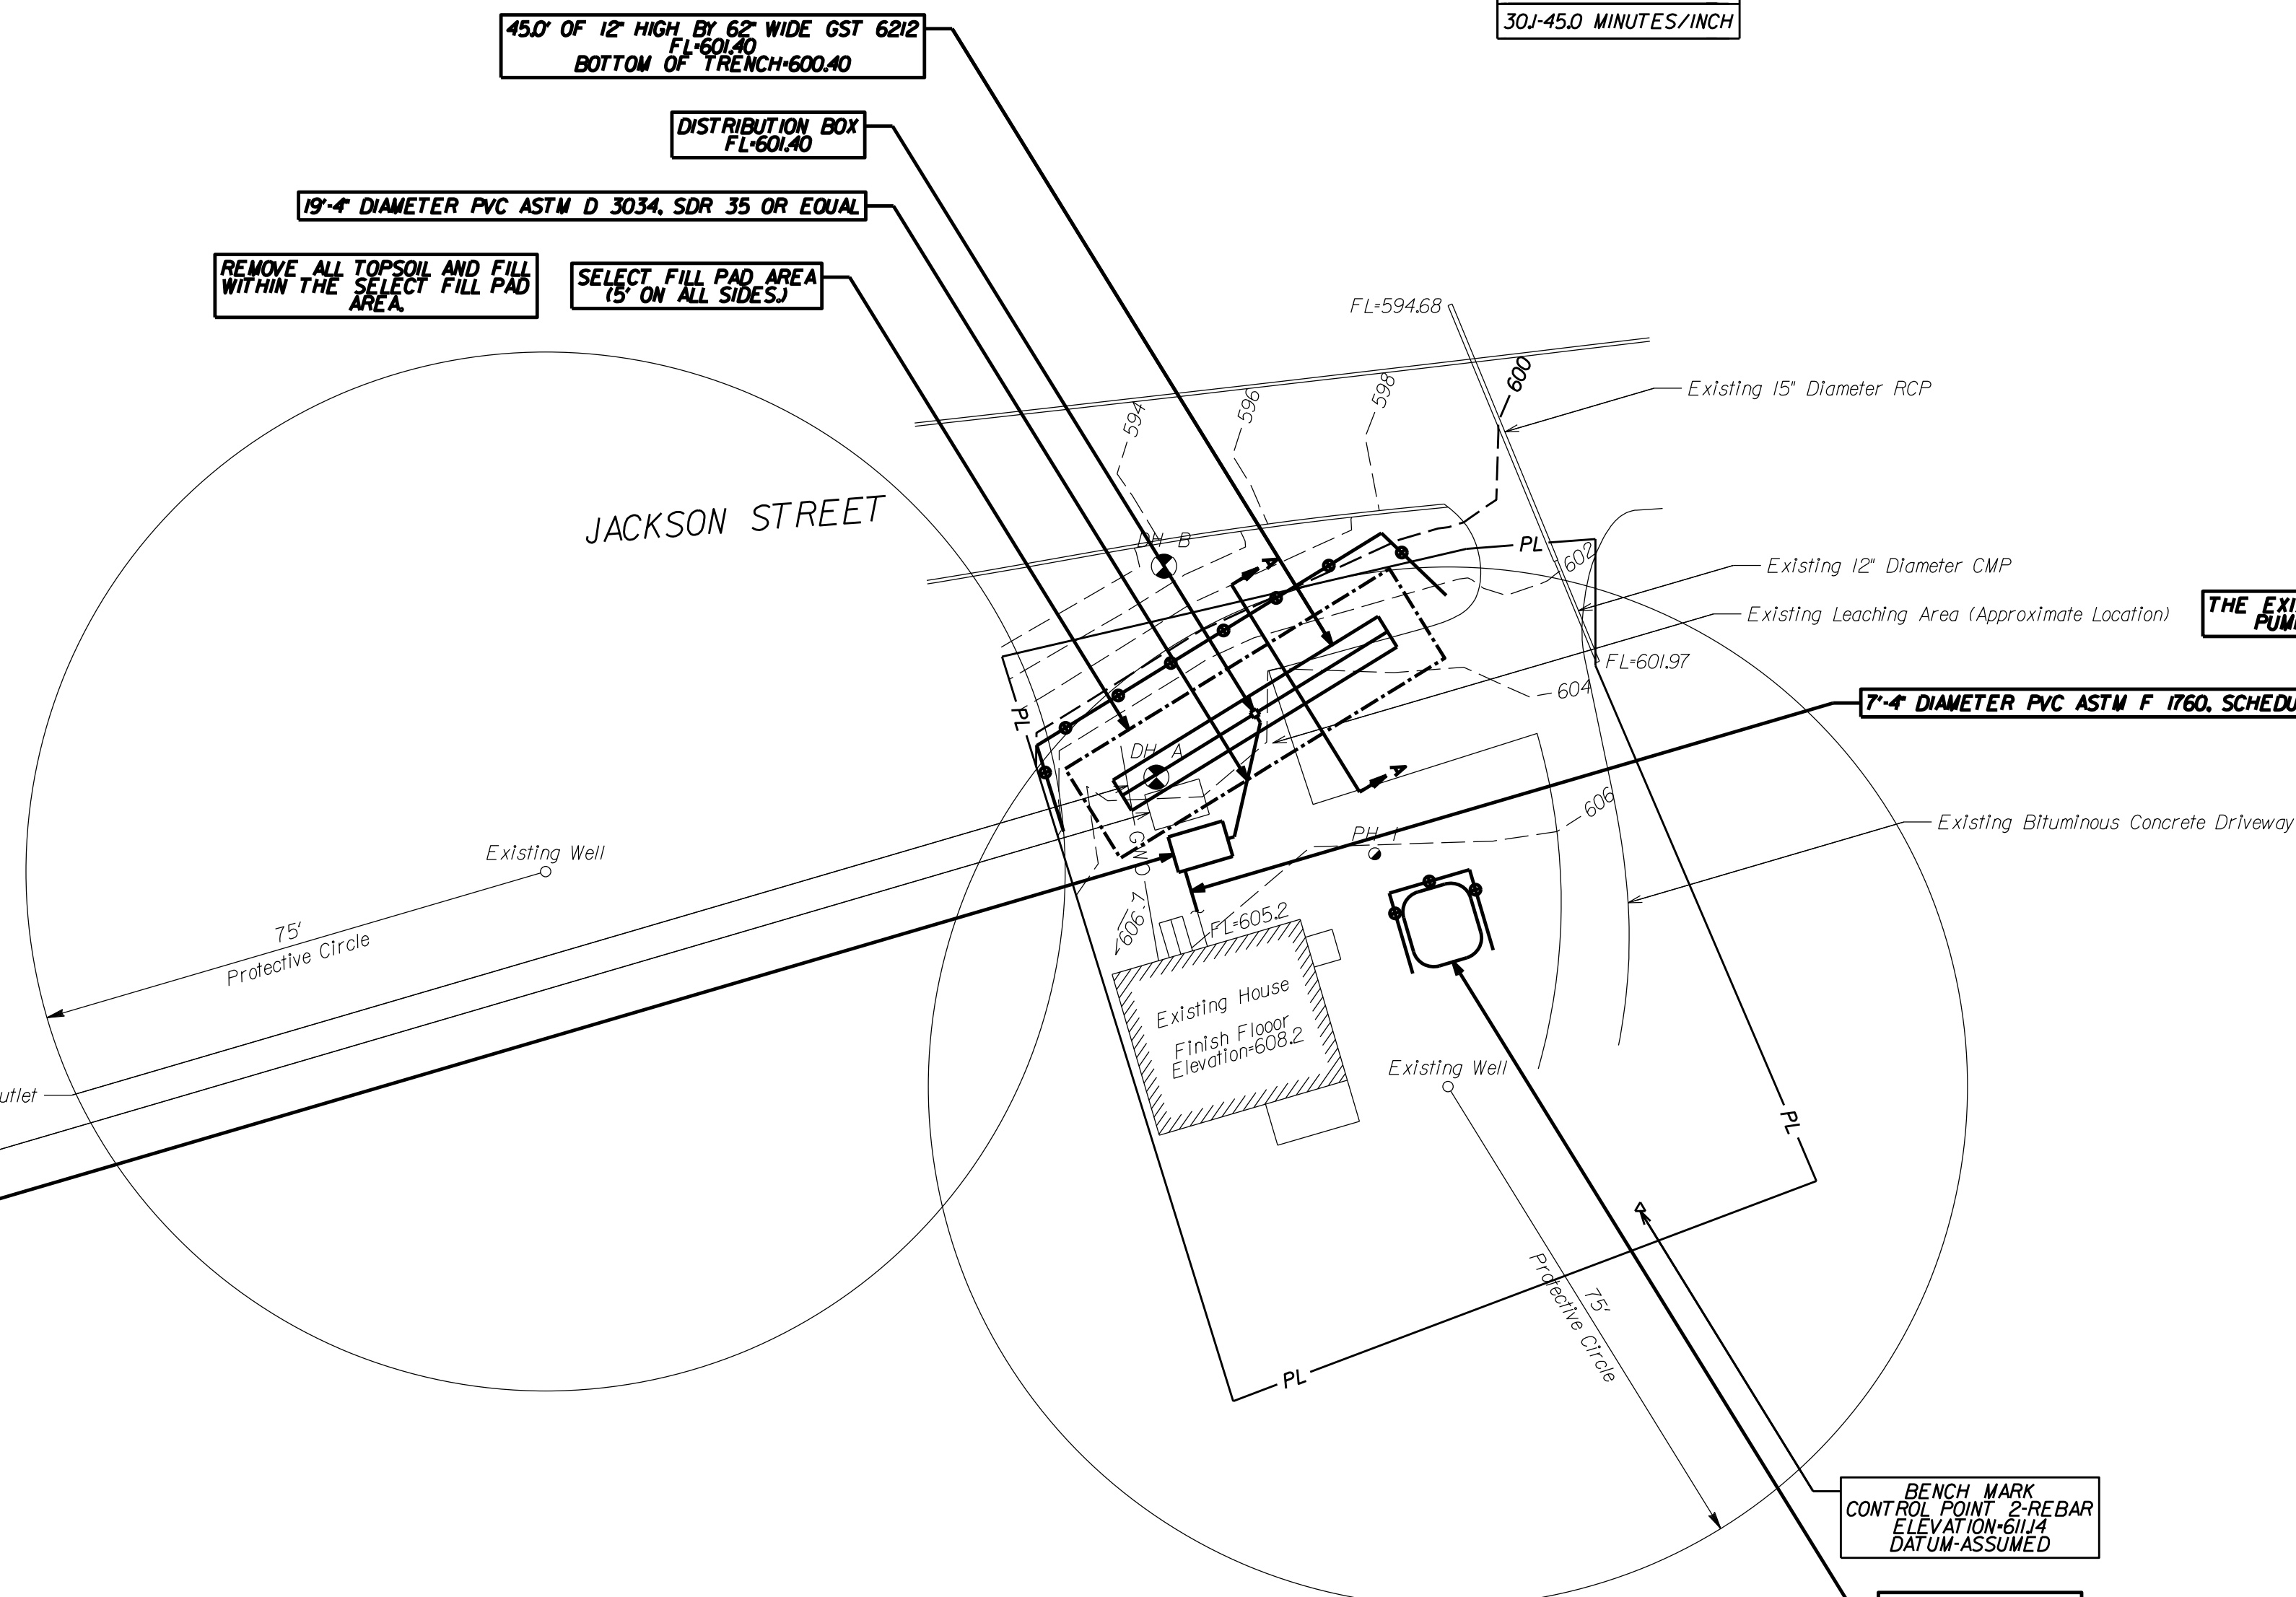 30.1-45.0 MINUTES/INCH
45.0' OF 12" HIGH BY 62" WIDE GST 6212
FL=601.40
BOTTOM OF TRENCH=600.40
DISTRIBUTION BOX
FL=601.40
19'-4" DIAMETER PVC ASTM D 3034, SDR 35 OR EQUAL
REMOVE ALL TOPSOIL AND FILL
WITHIN THE SELECT FILL PAD
AREA.
SELECT FILL PAD AREA
(5' ON ALL SIDES.)
FL=594.68
600
598
596
594
Existing 15" Diameter RCP
JACKSON STREET
DH B
A
PL
602
Existing 12" Diameter CMP
Existing Leaching Area (Approximate Location)
THE EXI
PUM
FL=601.97
604
7'-4" DIAMETER PVC ASTM F 1760, SCHEDU
PL
DH A
A
606
Existing Bituminous Concrete Driveway
PH 1
Existing Well
75'
Protective Circle
606.7
FL=605.2
Existing House
Finish Flooor
Elevation=608.2
Existing Well
utlet
PL
75'
Protective Circle
PL
BENCH MARK
CONTROL POINT 2-REBAR
ELEVATION=611.14
DATUM-ASSUMED